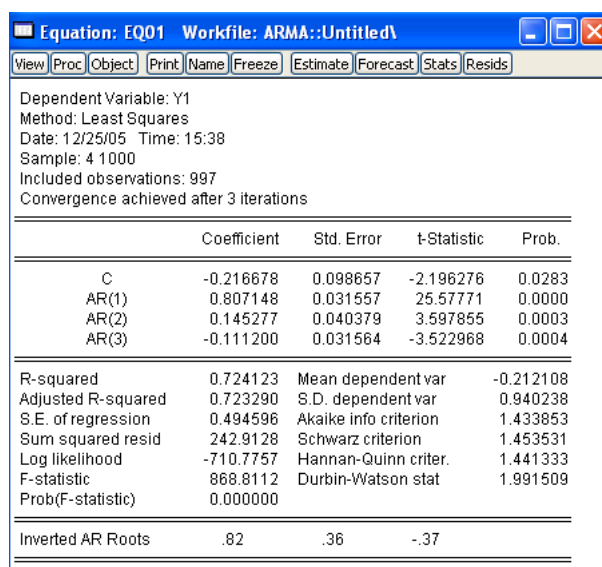 Equation: EQ01 Workfile: ARMA::Untitled\
View Proc Object Print Name Freeze Estimate Forecast Stats Resids
Dependent Variable: Y1
Method: Least Squares
Date: 12/25/05 Time: 15:38
Sample: 4 1000
Included observations: 997
Convergence achieved after 3 iterations
Coefficient Std. Error t-Statistic Prob.
C -0.216678 0.098657 -2.196276 0.0283
AR(1) 0.807148 0.031557 25.57771 0.0000
AR(2) 0.145277 0.040379 3.597855 0.0003
AR(3) -0.111200 0.031564 -3.522968 0.0004
R-squared 0.724123 Mean dependent var -0.212108
Adjusted R-squared 0.723290 S.D. dependent var 0.940238
S.E. of regression 0.494596 Akaike info criterion 1.433853
Sum squared resid 242.9128 Schwarz criterion 1.453531
Log likelihood -710.7757 Hannan-Quinn criter. 1.441333
F-statistic 868.8112 Durbin-Watson stat 1.991509
Prob(F-statistic) 0.000000
Inverted AR Roots .82 .36 -.37